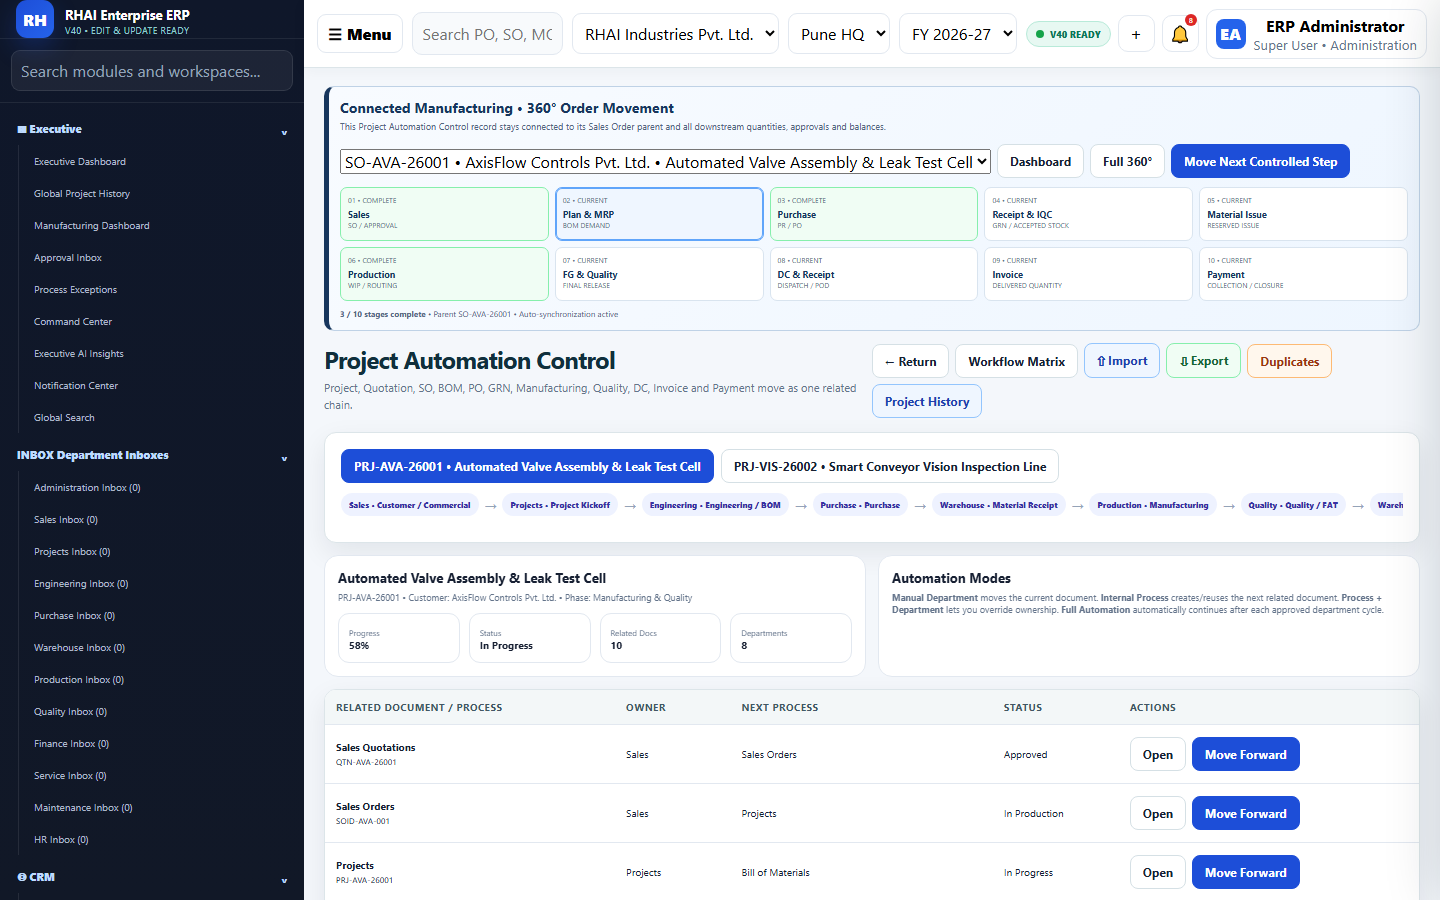 RH
RHAI Enterprise ERP
V40 • EDIT & UPDATE READY
Search modules and workspaces...
Executive
Executive Dashboard
Global Project History
Manufacturing Dashboard
Approval Inbox
Process Exceptions
Command Center
Executive AI Insights
Notification Center
Global Search
INBOX Department Inboxes
Administration Inbox (0)
Sales Inbox (0)
Projects Inbox (0)
Engineering Inbox (0)
Purchase Inbox (0)
Warehouse Inbox (0)
Production Inbox (0)
Quality Inbox (0)
Finance Inbox (0)
Service Inbox (0)
Maintenance Inbox (0)
HR Inbox (0)
CRM
☰ Menu
Search PO, SO, MO
RHAI Industries Pvt. Ltd.
Pune HQ
FY 2026-27
V40 READY
+
8
EA
ERP Administrator
Super User • Administration
Connected Manufacturing • 360° Order Movement
This Project Automation Control record stays connected to its Sales Order parent and all downstream quantities, approvals and balances.
SO-AVA-26001 • AxisFlow Controls Pvt. Ltd. • Automated Valve Assembly & Leak Test Cell
Dashboard
Full 360°
Move Next Controlled Step
01 • COMPLETE
Sales
SO / APPROVAL
02 • CURRENT
Plan & MRP
BOM DEMAND
03 • COMPLETE
Purchase
PR / PO
04 • CURRENT
Receipt & IQC
GRN / ACCEPTED STOCK
05 • CURRENT
Material Issue
RESERVED ISSUE
06 • COMPLETE
Production
WIP / ROUTING
07 • CURRENT
FG & Quality
FINAL RELEASE
08 • CURRENT
DC & Receipt
DISPATCH / POD
09 • CURRENT
Invoice
DELIVERED QUANTITY
10 • CURRENT
Payment
COLLECTION / CLOSURE
3 / 10 stages complete • Parent SO-AVA-26001 • Auto-synchronization active
Project Automation Control
Project, Quotation, SO, BOM, PO, GRN, Manufacturing, Quality, DC, Invoice and Payment move as one related
chain.
← Return
Workflow Matrix
⇧ Import
⇩ Export
Duplicates
Project History
PRJ-AVA-26001 • Automated Valve Assembly & Leak Test Cell
PRJ-VIS-26002 • Smart Conveyor Vision Inspection Line
Sales • Customer / Commercial → Projects • Project Kickoff → Engineering • Engineering / BOM → Purchase • Purchase → Warehouse • Material Receipt → Production • Manufacturing → Quality • Quality / FAT → Wareh
Automated Valve Assembly & Leak Test Cell
PRJ-AVA-26001 • Customer: AxisFlow Controls Pvt. Ltd. • Phase: Manufacturing & Quality
Progress
58%
Status
In Progress
Related Docs
10
Departments
8
Automation Modes
Manual Department moves the current document. Internal Process creates/reuses the next related document. Process +
Department lets you override ownership. Full Automation automatically continues after each approved department cycle.
RELATED DOCUMENT / PROCESS OWNER NEXT PROCESS STATUS ACTIONS
Sales Quotations
QTN-AVA-26001
Sales
Sales Orders
Approved
Open
Move Forward
Sales Orders
SOID-AVA-001
Sales
Projects
In Production
Open
Move Forward
Projects
PRJ-AVA-26001
Projects
Bill of Materials
In Progress
Open
Move Forward